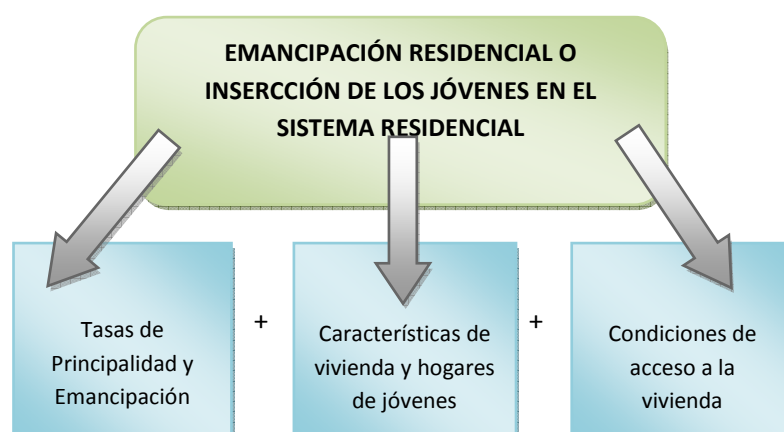 EMANCIPACIÓN RESIDENCIAL O
INSERCCIÓN DE LOS JÓVENES EN EL
SISTEMA RESIDENCIAL
Tasas de
Principalidad y
Emancipación
+
Características de
vivienda y hogares
de jóvenes
+
Condiciones de
acceso a la
vivienda